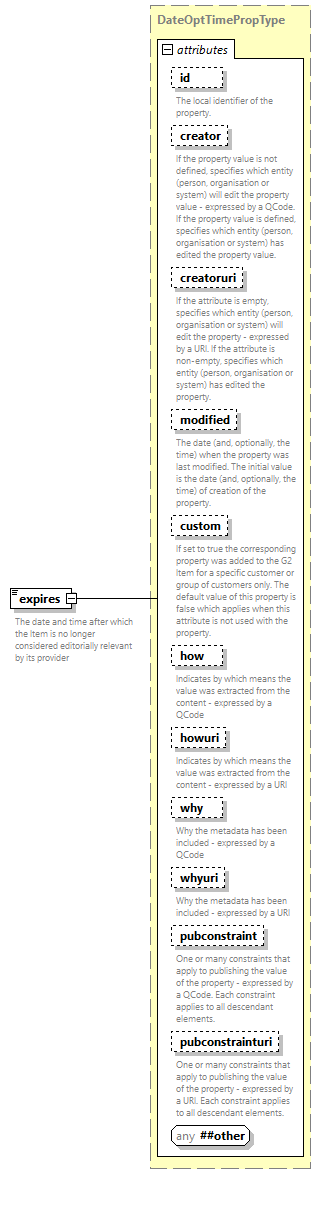 DateOptTimePropType
attributes
id
The local identifier of the
property.
creator
If the property value is not
defined, specifies which entity
(person, organisation or
system) will edit the property
value - expressed by a QCode.
If the property value is defined,
specifies which entity (person,
organisation or system) has
edited the property value.
creatoruri
If the attribute is empty,
specifies which entity (person,
organisation or system) will
edit the property - expressed
by a URI. If the attribute is
non-empty, specifies which
entity (person, organisation or
system) has edited the
property.
modified
The date (and, optionally, the
time) when the property was
last modified. The initial value
is the date (and, optionally, the
time) of creation of the
property.
custom
If set to true the corresponding
property was added to the G2
Item for a specific customer or
group of customers only. The
default value of this property is
false which applies when this
attribute is not used with the
property.
expires
The date and time after which
the Item is no longer
considered editorially relevant
by its provider
how
Indicates by which means the
value was extracted from the
content - expressed by a
QCode
howuri
Indicates by which means the
value was extracted from the
content - expressed by a URI
why
Why the metadata has been
included - expressed by a
QCode
whyuri
Why the metadata has been
included - expressed by a URI
pubconstraint
One or many constraints that
apply to publishing the value
of the property - expressed by
a QCode. Each constraint
applies to all descendant
elements.
pubconstrainturi
One or many constraints that
apply to publishing the value
of the property - expressed by
a URI. Each constraint applies
to all descendant elements.
any ##other